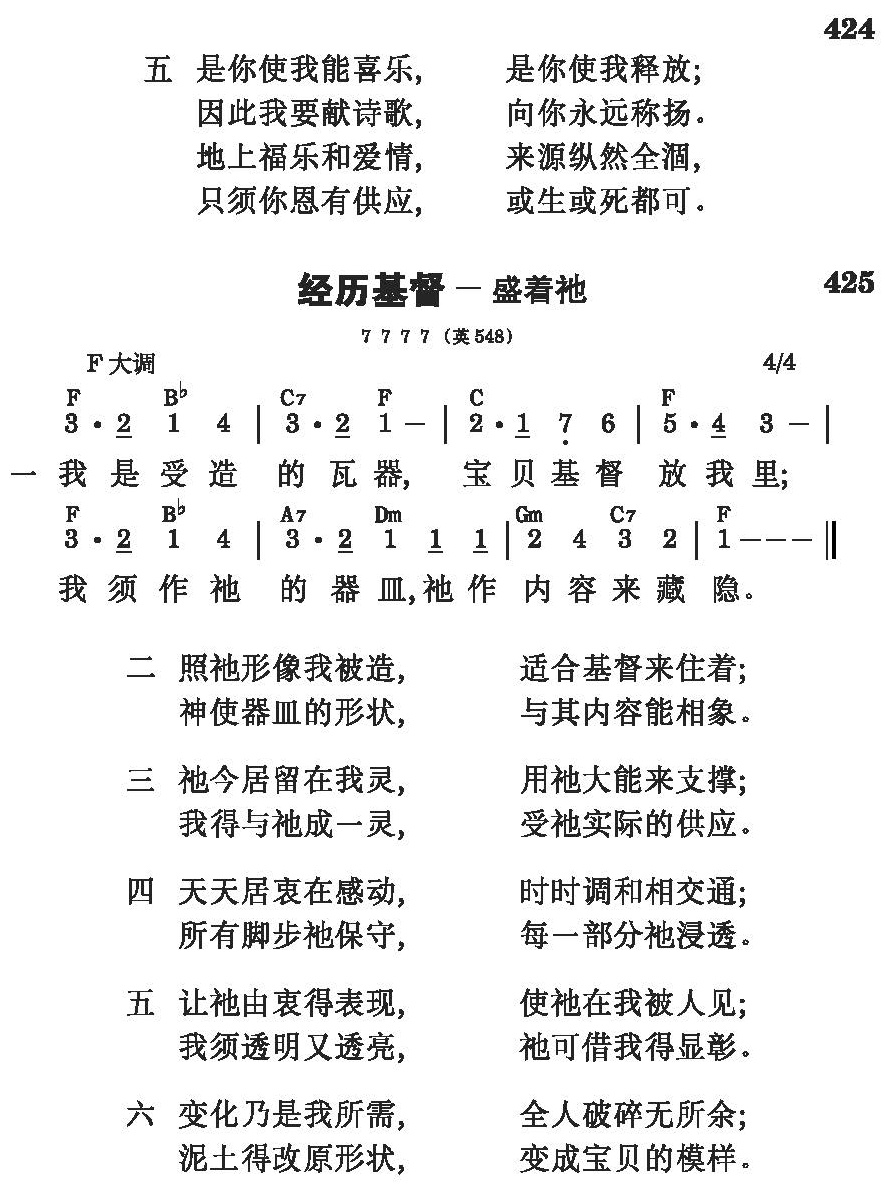 424
五 是你使我能喜乐, 是你使我释放;
因此我要献诗歌, 向你永远称扬。
地上福乐和爱情, 来源纵然全涸,
只须你恩有供应, 或生或死都可。
经历基督－盛着祂 425
7 7 7 7 (英548)
F大调 4/4
F B♭ C7 F C F
3 · 2 1 4 | 3 · 2 1 － | 2 · 1 7 6 | 5 · 4 3 － |
一 我是受造的瓦器, 宝贝基督放我里;
F B♭ A7 Dm Gm C7 F
3 · 2 1 4 | 3 · 2 1 1 1 | 2 4 3 2 | 1 － － － ‖
我须作祂的器皿,祂作内容来藏隐。
二 照祂形像我被造, 适合基督来住着;
神使器皿的形状, 与其内容能相象。
三 祂今居留在我灵, 用祂大能来支撑;
我得与祂成一灵, 受祂实际的供应。
四 天天居衷在感动, 时时调和相交通;
所有脚步祂保守, 每一部分祂浸透。
五 让祂由衷得表现, 使祂在我被人见;
我须透明又透亮, 祂可借我得显彰。
六 变化乃是我所需, 全人破碎无所余;
泥土得改原形状, 变成宝贝的模样。